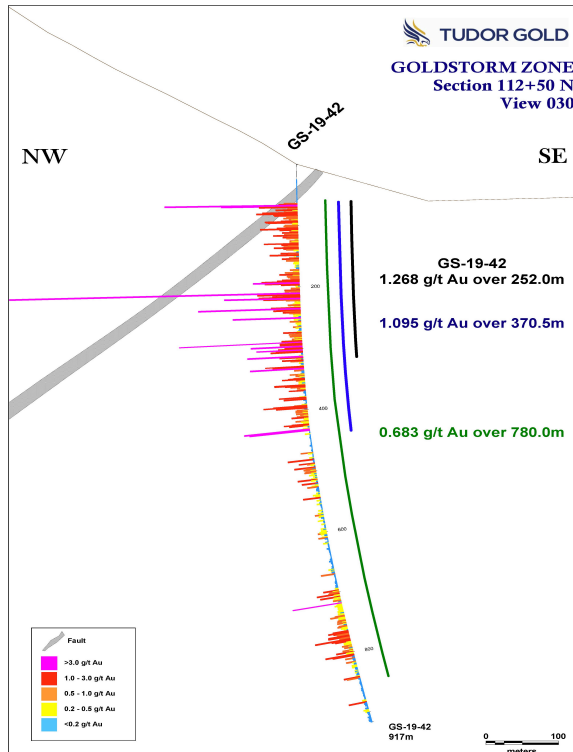 TUDOR GOLD
GOLDSTORM ZONE
Section 112+50 N
View 030
GS-19-42
NW
SE
GS-19-42
1.268 g/t Au over 252.0m
1.095 g/t Au over 370.5m
0.683 g/t Au over 780.0m
200
400
600
800
Fault
>3.0 g/t Au
1.0 - 3.0 g/t Au
0.5 - 1.0 g/t Au
0.2 - 0.5 g/t Au
<0.2 g/t Au
GS-19-42
917m
0 100
meters